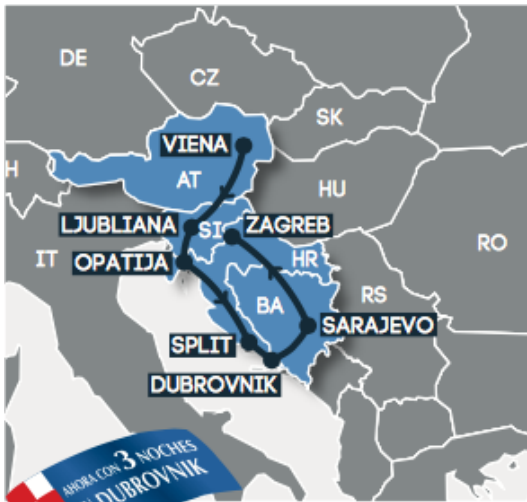 DE
CZ
SK
VIENA
AT
HU
H
LJUBLIANA
SI
ZAGREB
RO
IT
OPATIJA
HR
BA
RS
SPLIT
SARAJEVO
DUBROVNIK
AHORA CON 3 NOCHES
DUBROVNIK